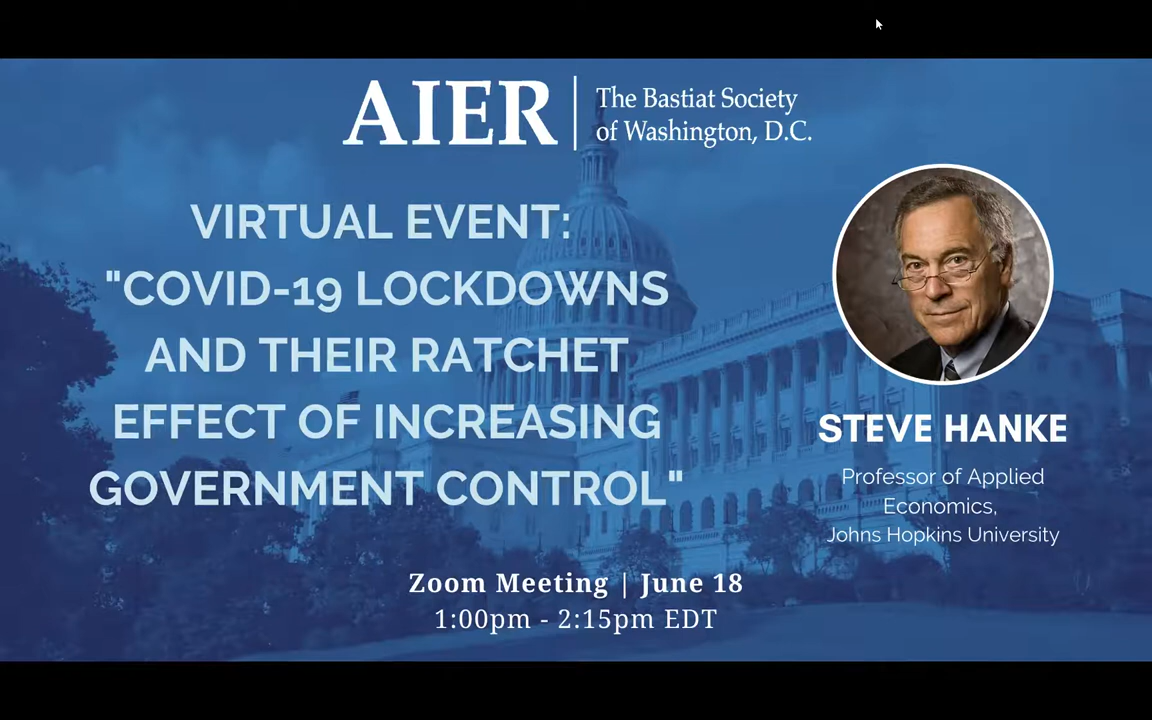 AIER
The Bastiat Society
of Washington, D.C.
VIRTUAL EVENT:
"COVID-19 LOCKDOWNS
AND THEIR RATCHET
EFFECT OF INCREASING
GOVERNMENT CONTROL"
STEVE HANKE
Professor of Applied
Economics,
Johns Hopkins University
Zoom Meeting | June 18
1:00pm - 2:15pm EDT